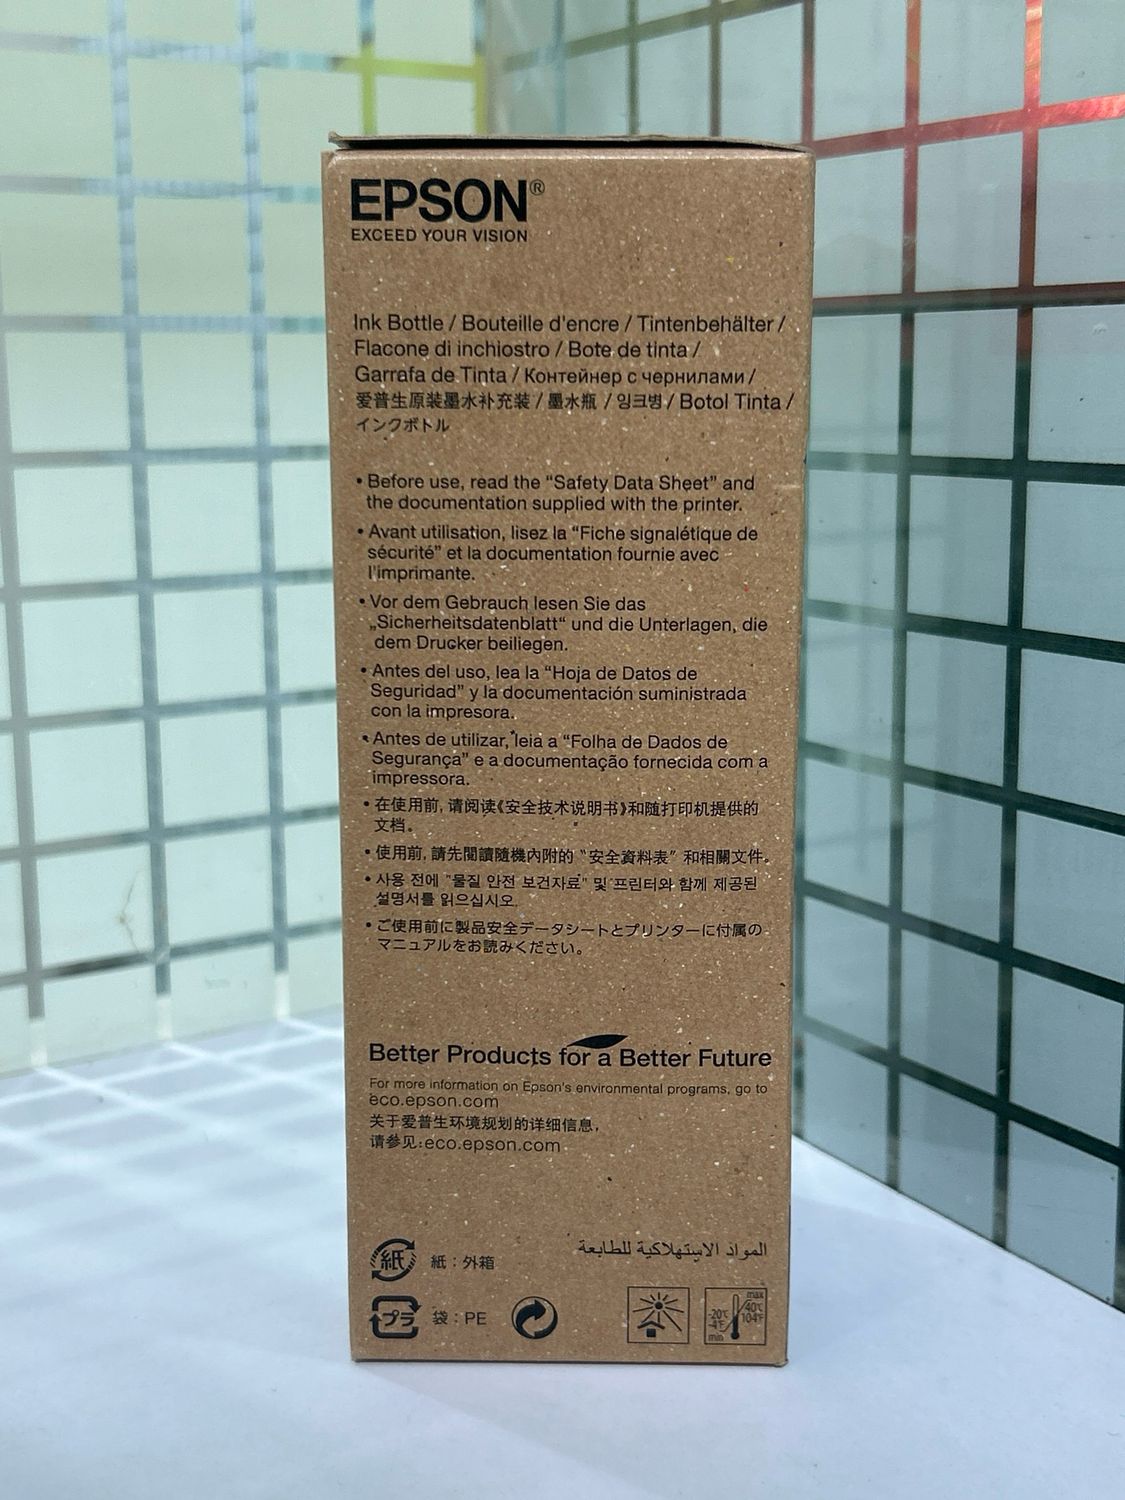 EPSON®
EXCEED YOUR VISION
Ink Bottle / Bouteille d'encre / Tintenbehälter /
Flacone di inchiostro / Bote de tinta /
Garrafa de Tinta / Контейнер с чернилами /
爱普生原装墨水补充装 / 墨水瓶 / 잉크병 / Botol Tinta /
インクボトル
• Before use, read the “Safety Data Sheet” and
the documentation supplied with the printer.
• Avant utilisation, lisez la “Fiche signalétique de
sécurité” et la documentation fournie avec
l'imprimante.
• Vor dem Gebrauch lesen Sie das
„Sicherheitsdatenblatt“ und die Unterlagen, die
dem Drucker beiliegen.
• Antes del uso, lea la “Hoja de Datos de
Seguridad” y la documentación suministrada
con la impresora.
• Antes de utilizar, leia a “Folha de Dados de
Segurança” e a documentação fornecida com a
impressora.
• 在使用前, 请阅读《安全技术说明书》和随打印机提供的
文档。
• 使用前, 請先閱讀隨機內附的 “安全資料表” 和相關文件。
• 사용 전에 "물질 안전 보건자료" 및 프린터와 함께 제공된
설명서를 읽으십시오.
• ご使用前に製品安全データシートとプリンターに付属の
マニュアルをお読みください。
Better Products for a Better Future
For more information on Epson's environmental programs, go to
eco.epson.com
关于爱普生环境规划的详细信息,
请参见:eco.epson.com
المواد الاستهلاكية للطابعة
紙 紙 : 外箱
プラ 袋 : PE
max
-20℃ 40℃
-4℉ 104℉
min